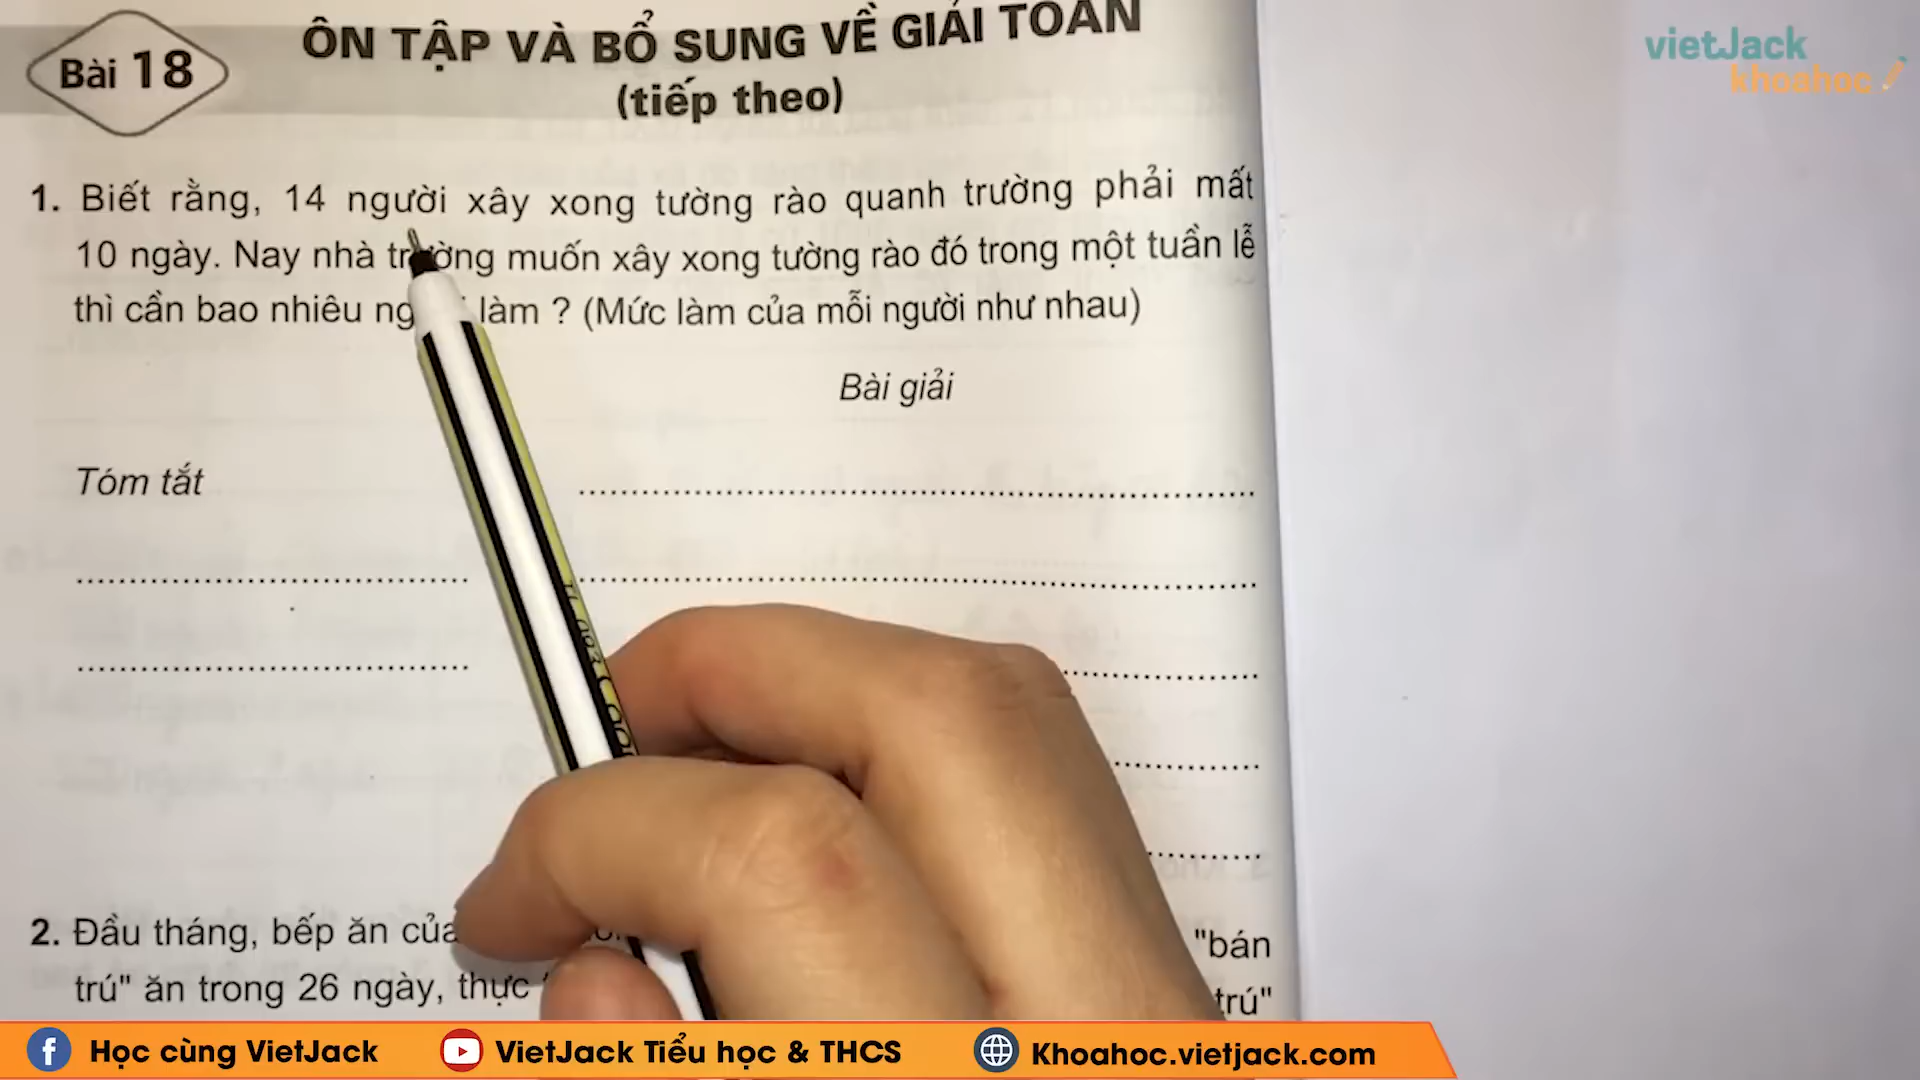 Bài 18
ÔN TẬP VÀ BỔ SUNG VỀ GIẢI TOÁN
(tiếp theo)
vietJack
khoahoc
1. Biết rằng, 14 người xây xong tường rào quanh trường phải mất
10 ngày. Nay nhà trường muốn xây xong tường rào đó trong một tuần lễ
thì cần bao nhiêu làm ? (Mức làm của mỗi người như nhau)
Bài giải
Tóm tắt
2. Đầu tháng, bếp ăn của "bán
trú" ăn trong 26 ngày, thực trú"
Học cùng VietJack
VietJack Tiểu học & THCS
Khoahoc.vietjack.com